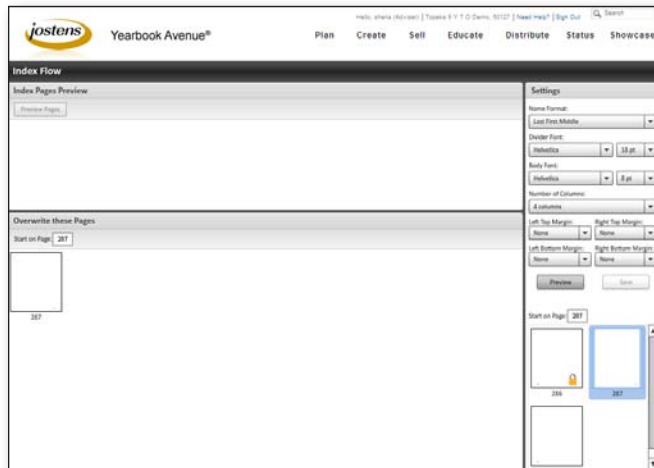 Hello, shena (Adviser) | Topeka 9 Y T O Demo, 50127 | Need Help? | Sign Out
Search
jostens
Yearbook Avenue®
Plan Create Sell Educate Distribute Status Showcase
Index Flow
Index Pages Preview
Preview Pages
Settings
Name Format:
Last First Middle
Divider Font:
Helvetica 18 pt
Body Font:
Helvetica 8 pt
Number of Columns:
4 columns
Left Top Margin: Right Top Margin:
None None
Left Bottom Margin: Right Bottom Margin:
None None
Preview Save
Overwrite these Pages
Start on Page: 287
287
Start on Page: 287
286 287